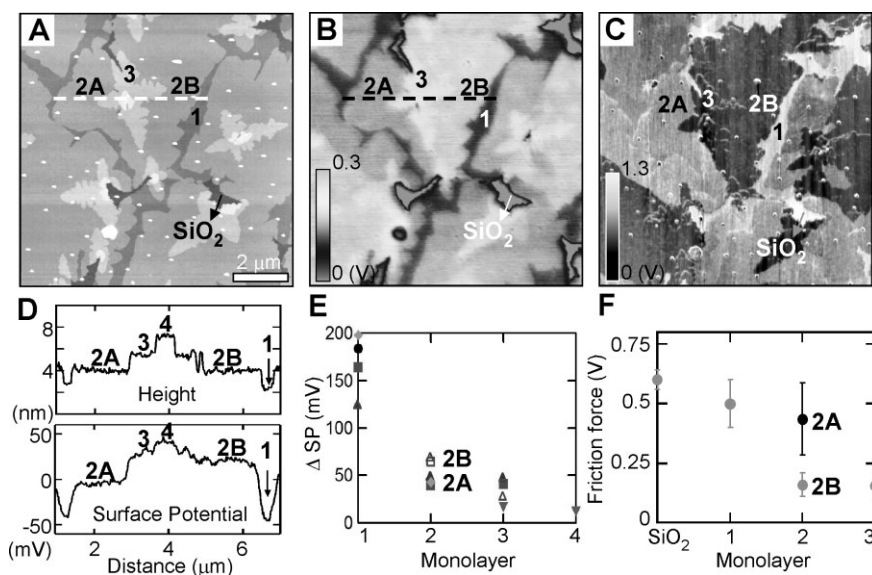 A
2A
3
2B
1
SiO2
2 μm
B
2A
3
2B
1
0.3
0 (V)
SiO2
C
2A
3
2B
1
1.3
0 (V)
SiO2
D
8
4
(nm)
2A
3
4
2B
1
Height
50
0
-50
(mV)
2A
3
4
2B
1
Surface Potential
2 4 6
Distance (μm)
E
200
150
100
50
0
Δ SP (mV)
2B
2A
1 2 3 4
Monolayer
F
0.75
0.5
0.25
0
Friction force (V)
2A
2B
SiO2 1 2 3
Monolayer